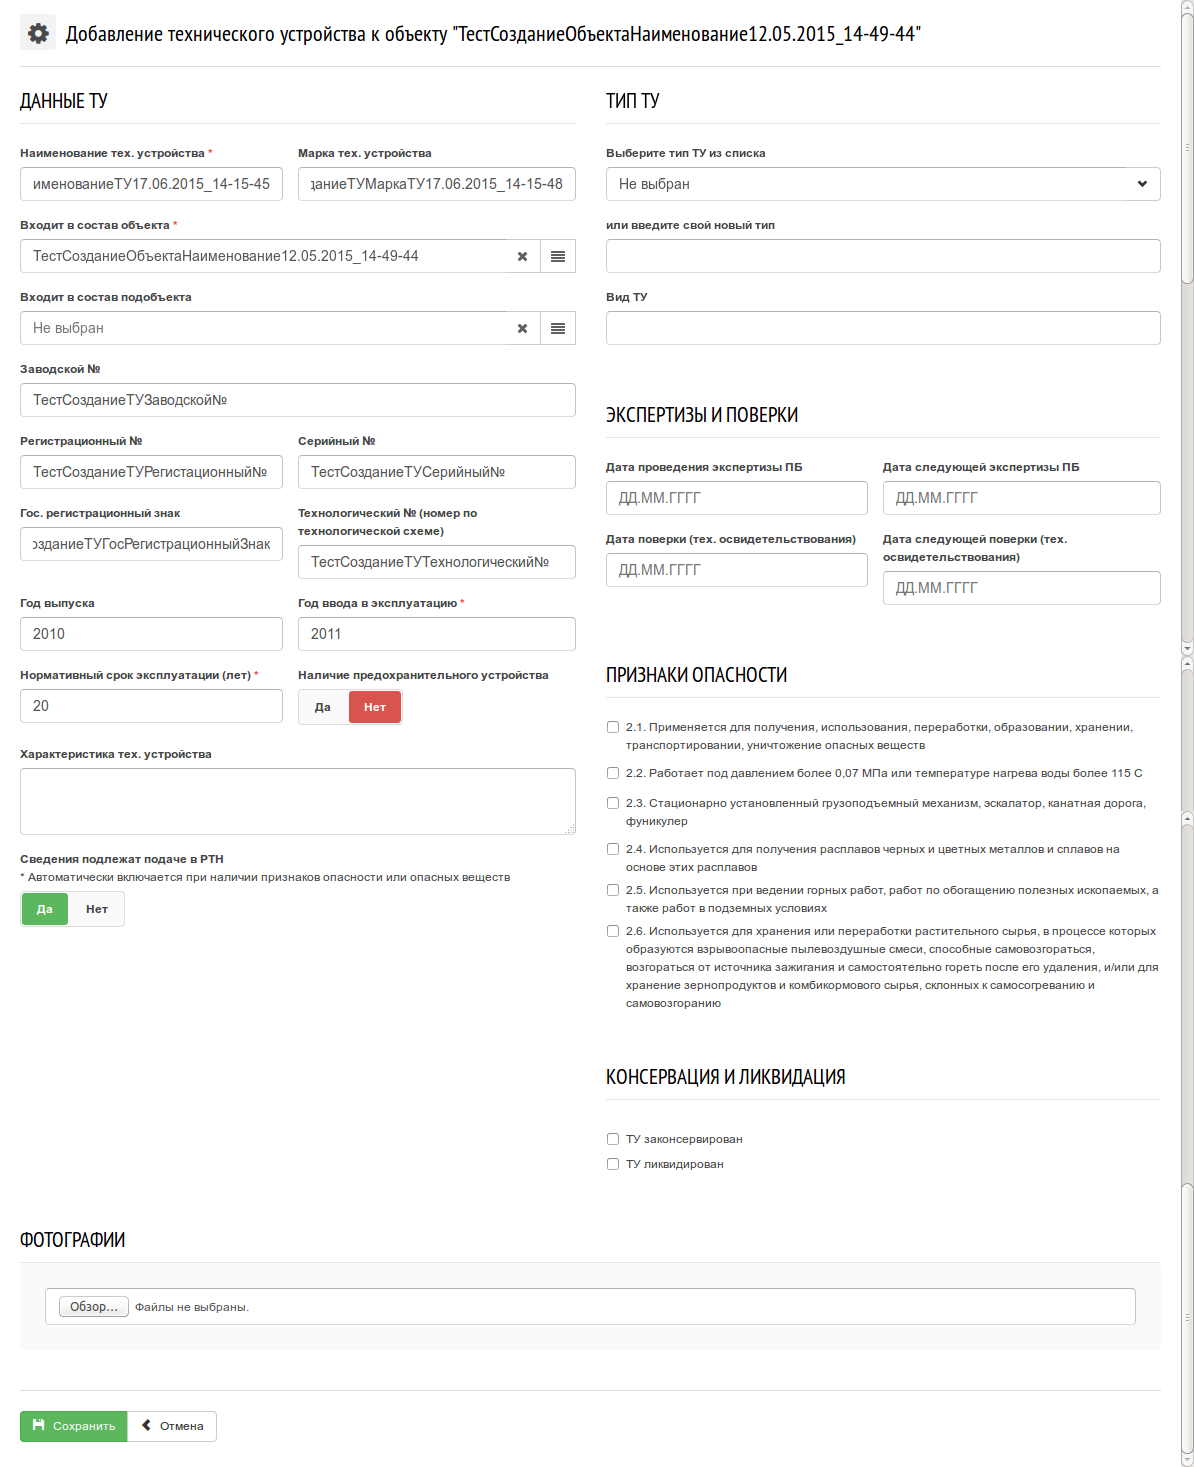 Добавление технического устройства к объекту "ТестСозданиеОбъектаНаименование12.05.2015_14-49-44"
ДАННЫЕ ТУ
Наименование тех. устройства *
Марка тех. устройства
именованиеТУ17.06.2015_14-15-45
даниеТУМаркаТУ17.06.2015_14-15-48
Входит в состав объекта *
ТестСозданиеОбъектаНаименование12.05.2015_14-49-44
Входит в состав подобъекта
Не выбран
Заводской №
ТестСозданиеТУЗаводской№
Регистрационный №
Серийный №
ТестСозданиеТУРегистационный№
ТестСозданиеТУСерийный№
Гос. регистрационный знак
Технологический № (номер по
технологической схеме)
озданиеТУГосРегистрационныйЗнак
ТестСозданиеТУТехнологический№
Год выпуска
Год ввода в эксплуатацию *
2010
2011
Нормативный срок эксплуатации (лет) *
Наличие предохранительного устройства
20
Да
Нет
Характеристика тех. устройства
Сведения подлежат подаче в РТН
* Автоматически включается при наличии признаков опасности или опасных веществ
Да
Нет
ТИП ТУ
Выберите тип ТУ из списка
Не выбран
или введите свой новый тип
Вид ТУ
ЭКСПЕРТИЗЫ И ПОВЕРКИ
Дата проведения экспертизы ПБ
Дата следующей экспертизы ПБ
ДД.ММ.ГГГГ
ДД.ММ.ГГГГ
Дата поверки (тех. освидетельствования)
Дата следующей поверки (тех.
освидетельствования)
ДД.ММ.ГГГГ
ДД.ММ.ГГГГ
ПРИЗНАКИ ОПАСНОСТИ
2.1. Применяется для получения, использования, переработки, образовании, хранении,
транспортировании, уничтожение опасных веществ
2.2. Работает под давлением более 0,07 МПа или температуре нагрева воды более 115 С
2.3. Стационарно установленный грузоподъемный механизм, эскалатор, канатная дорога,
фуникулер
2.4. Используется для получения расплавов черных и цветных металлов и сплавов на
основе этих расплавов
2.5. Используется при ведении горных работ, работ по обогащению полезных ископаемых, а
также работ в подземных условиях
2.6. Используется для хранения или переработки растительного сырья, в процессе которых
образуются взрывоопасные пылевоздушные смеси, способные самовозгораться,
возгораться от источника зажигания и самостоятельно гореть после его удаления, и/или для
хранение зернопродуктов и комбикормового сырья, склонных к самосогреванию и
самовозгоранию
КОНСЕРВАЦИЯ И ЛИКВИДАЦИЯ
ТУ законсервирован
ТУ ликвидирован
ФОТОГРАФИИ
Обзор...
Файлы не выбраны.
Сохранить
Отмена